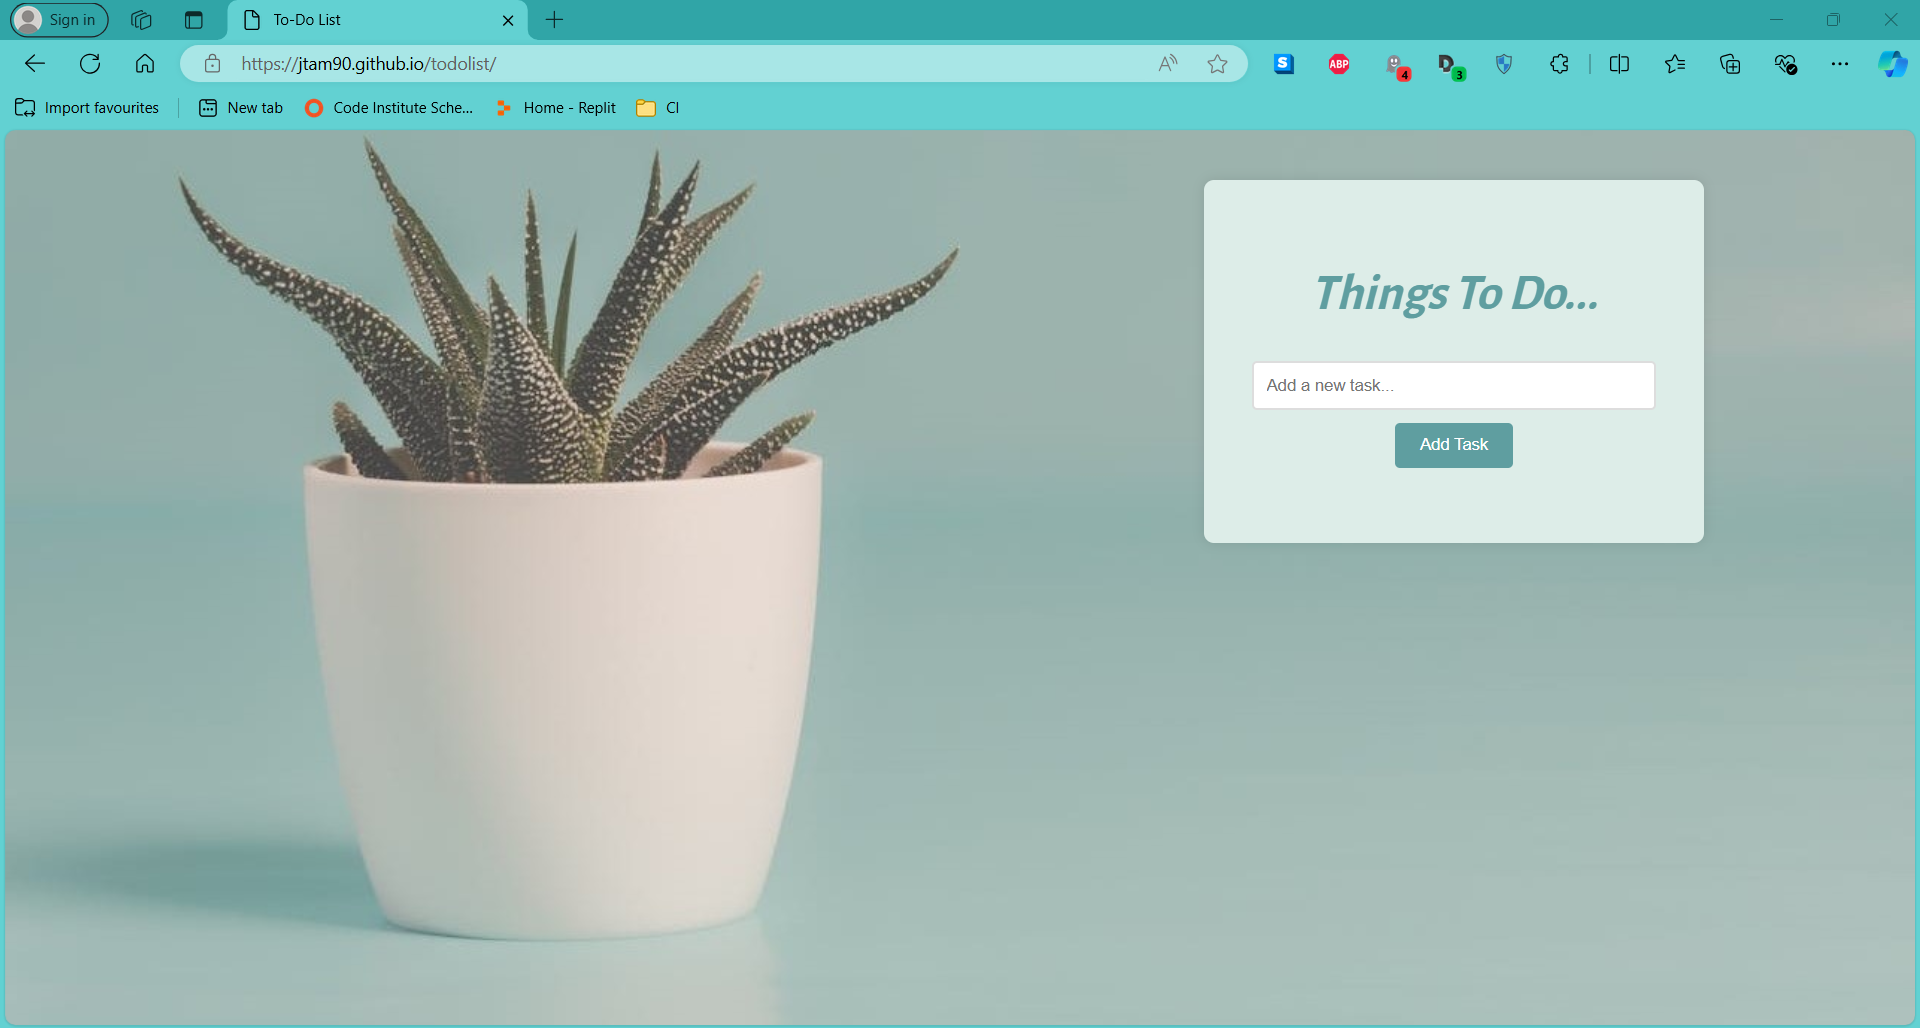 Sign in
To-Do List
https://jtam90.github.io/todolist/
A
S
ABP
4
D
3
Import favourites
New tab
Code Institute Sche...
Home - Replit
CI
Things To Do...
Add a new task...
Add Task